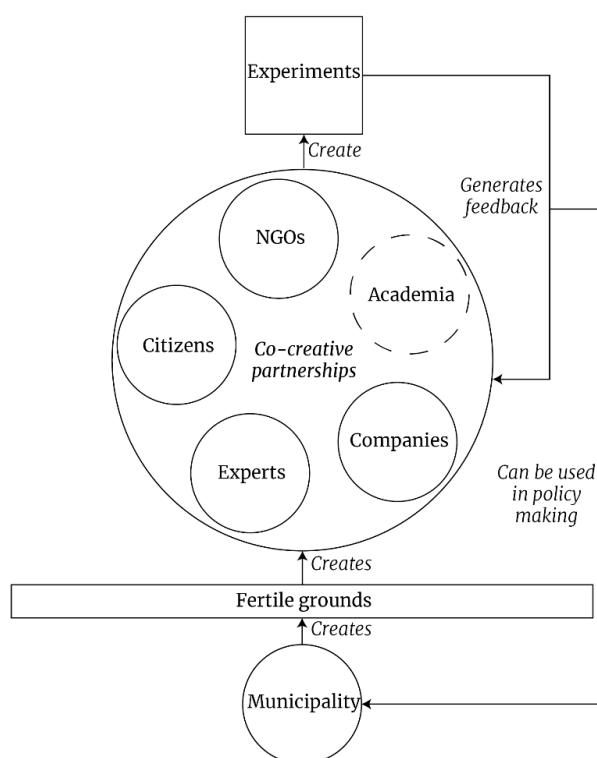 Experiments
Create
Generates
feedback
NGOs
Academia
Citizens
Co-creative
partnerships
Companies
Experts
Can be used
in policy
making
Creates
Fertile grounds
Creates
Municipality